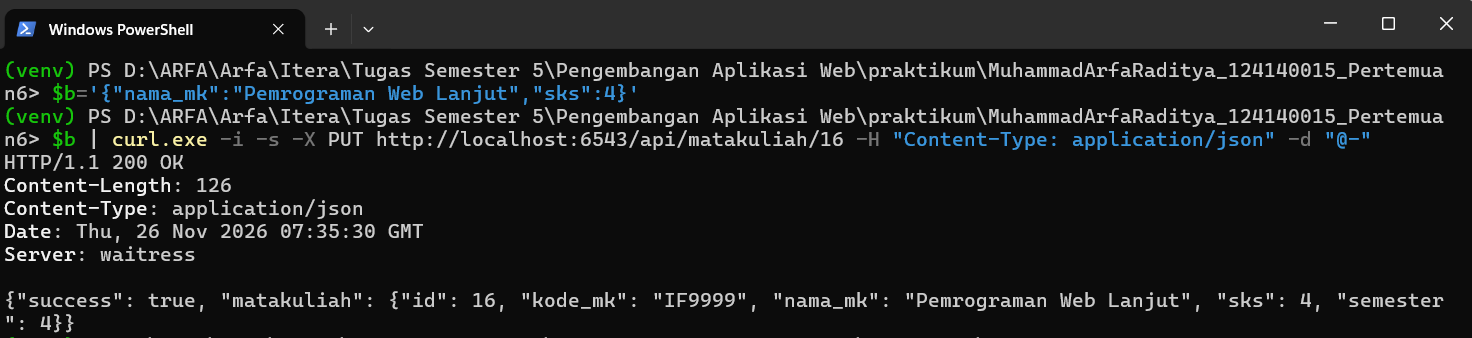 Windows PowerShell
(venv) PS D:\ARFA\Arfa\Itera\Tugas Semester 5\Pengembangan Aplikasi Web\praktikum\MuhammadArfaRaditya_124140015_Pertemua
n6> $b='{"nama_mk":"Pemrograman Web Lanjut","sks":4}'
(venv) PS D:\ARFA\Arfa\Itera\Tugas Semester 5\Pengembangan Aplikasi Web\praktikum\MuhammadArfaRaditya_124140015_Pertemua
n6> $b | curl.exe -i -s -X PUT http://localhost:6543/api/matakuliah/16 -H "Content-Type: application/json" -d "@-"
HTTP/1.1 200 OK
Content-Length: 126
Content-Type: application/json
Date: Thu, 26 Nov 2026 07:35:30 GMT
Server: waitress
{"success": true, "matakuliah": {"id": 16, "kode_mk": "IF9999", "nama_mk": "Pemrograman Web Lanjut", "sks": 4, "semester
": 4}}